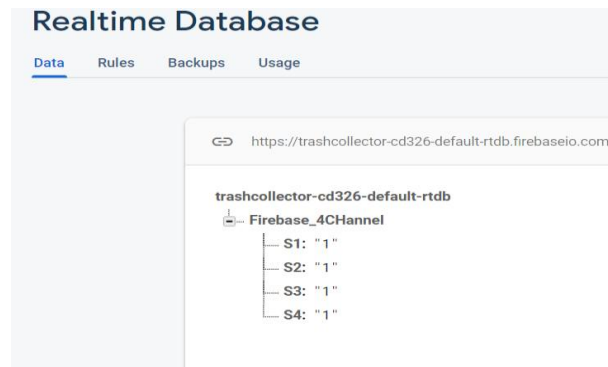 Realtime Database
Data Rules Backups Usage
https://trashcollector-cd326-default-rtdb.firebaseio.com
trashcollector-cd326-default-rtdb
Firebase_4CHannel
S1: "1"
S2: "1"
S3: "1"
S4: "1"